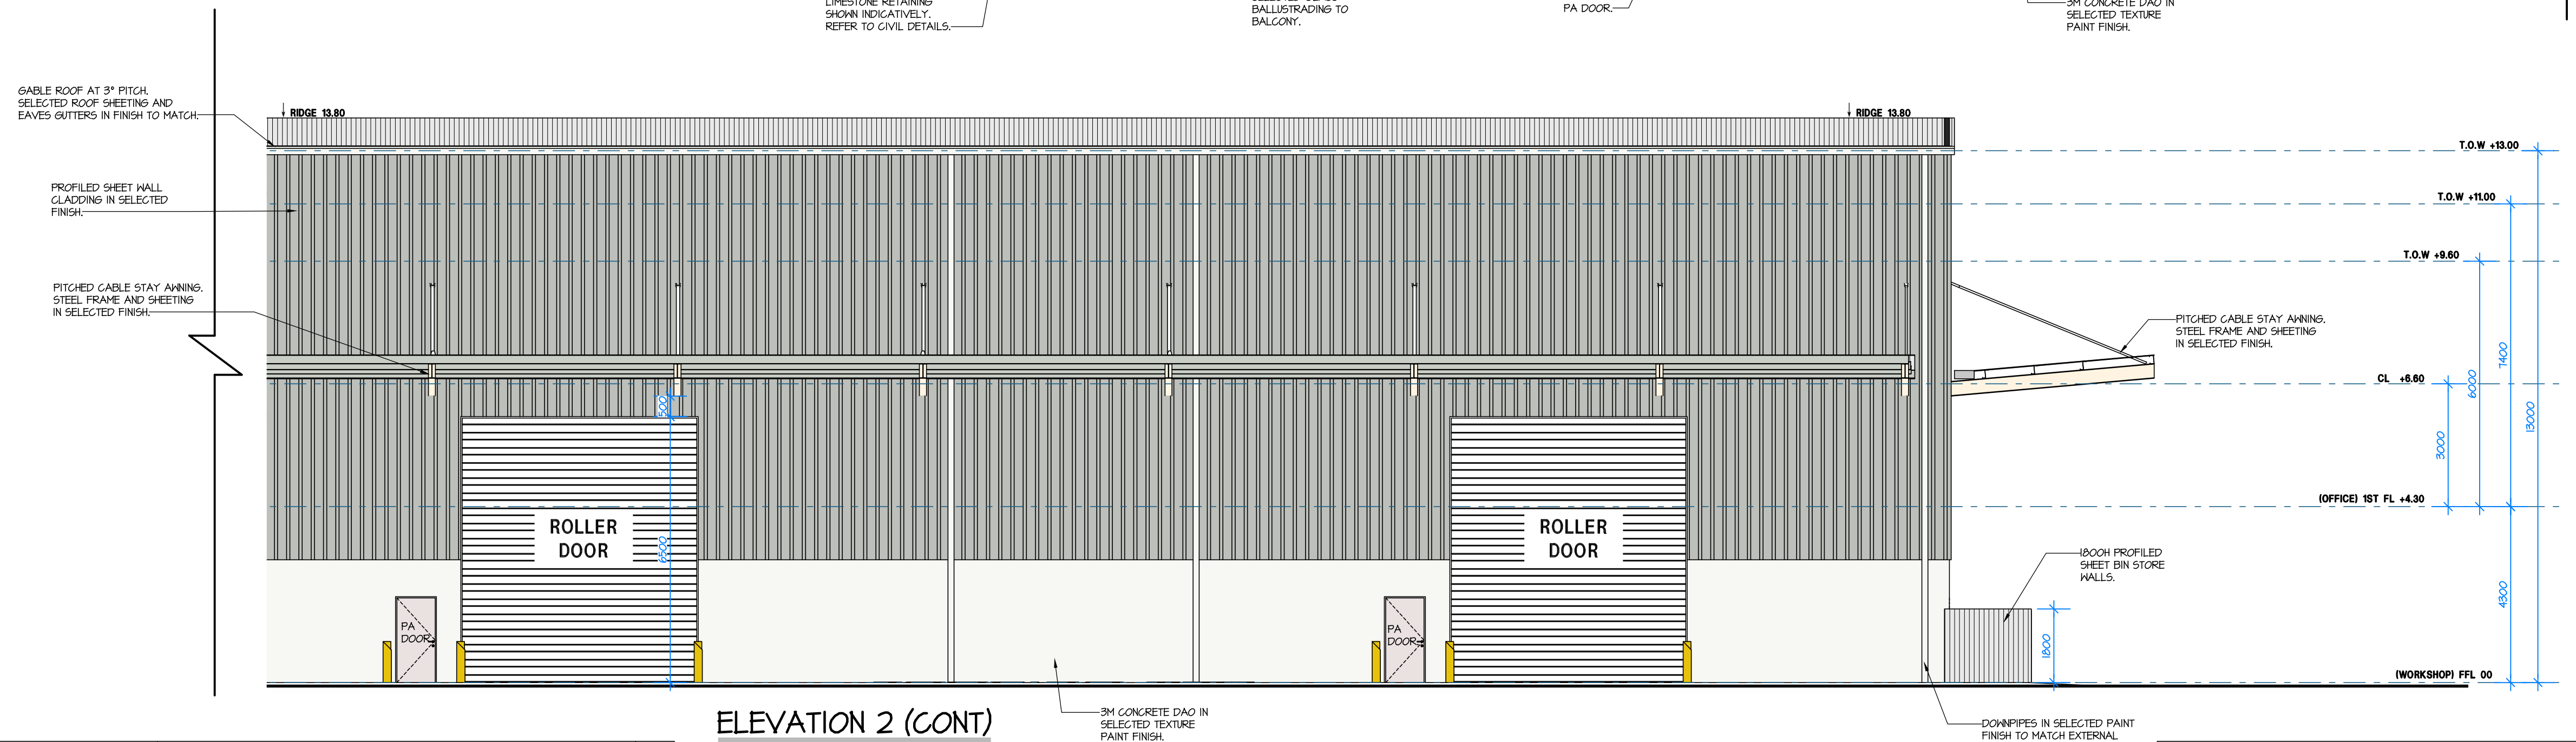 LIMESTONE RETAINING
SHOWN INDICATIVELY.
REFER TO CIVIL DETAILS.
BALLUSTRADING TO
BALCONY.
PA DOOR.
3M CONCRETE DAO IN
SELECTED TEXTURE
PAINT FINISH.
GABLE ROOF AT 3° PITCH.
SELECTED ROOF SHEETING AND
EAVES GUTTERS IN FINISH TO MATCH.
RIDGE 13.80
RIDGE 13.80
T.O.W +13.00
PROFILED SHEET WALL
CLADDING IN SELECTED
FINISH.
T.O.W +11.00
T.O.W +9.60
PITCHED CABLE STAY AWNING.
STEEL FRAME AND SHEETING
IN SELECTED FINISH.
PITCHED CABLE STAY AWNING.
STEEL FRAME AND SHEETING
IN SELECTED FINISH.
CL +6.60
7400
6000
13000
3000
500
(OFFICE) 1ST FL +4.30
ROLLER
DOOR
6500
ROLLER
DOOR
1800H PROFILED
SHEET BIN STORE
WALLS.
4300
PA
DOOR
PA
DOOR
1800
(WORKSHOP) FFL 00
ELEVATION 2 (CONT)
3M CONCRETE DAO IN
SELECTED TEXTURE
PAINT FINISH.
DOWNPIPES IN SELECTED PAINT
FINISH TO MATCH EXTERNAL